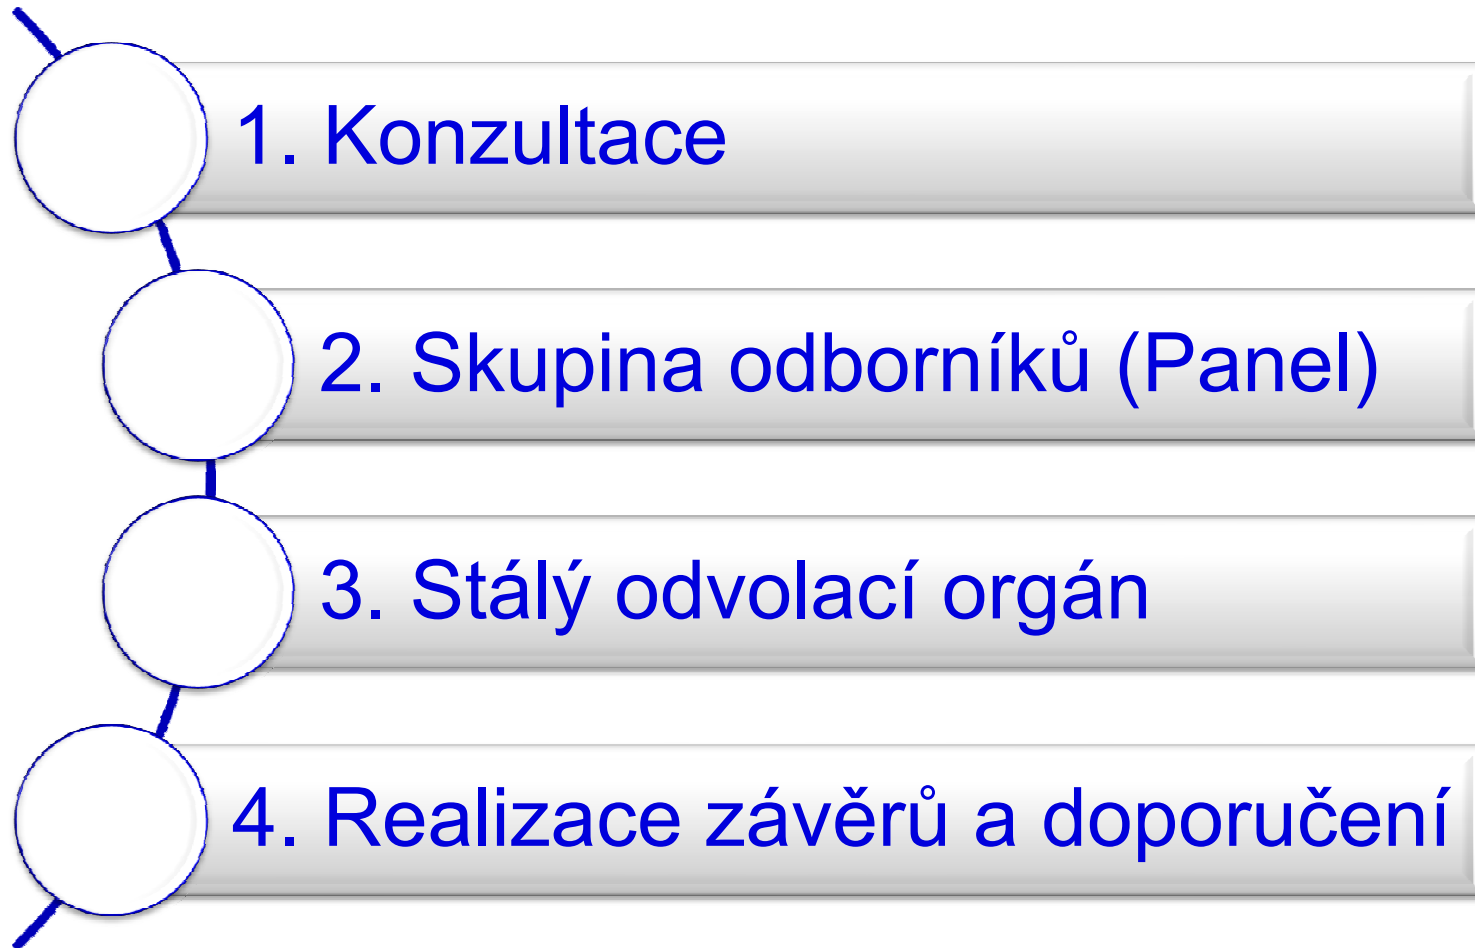 1. Konzultace
2. Skupina odborníků (Panel)
3. Stálý odvolací orgán
4. Realizace závěrů a doporučení